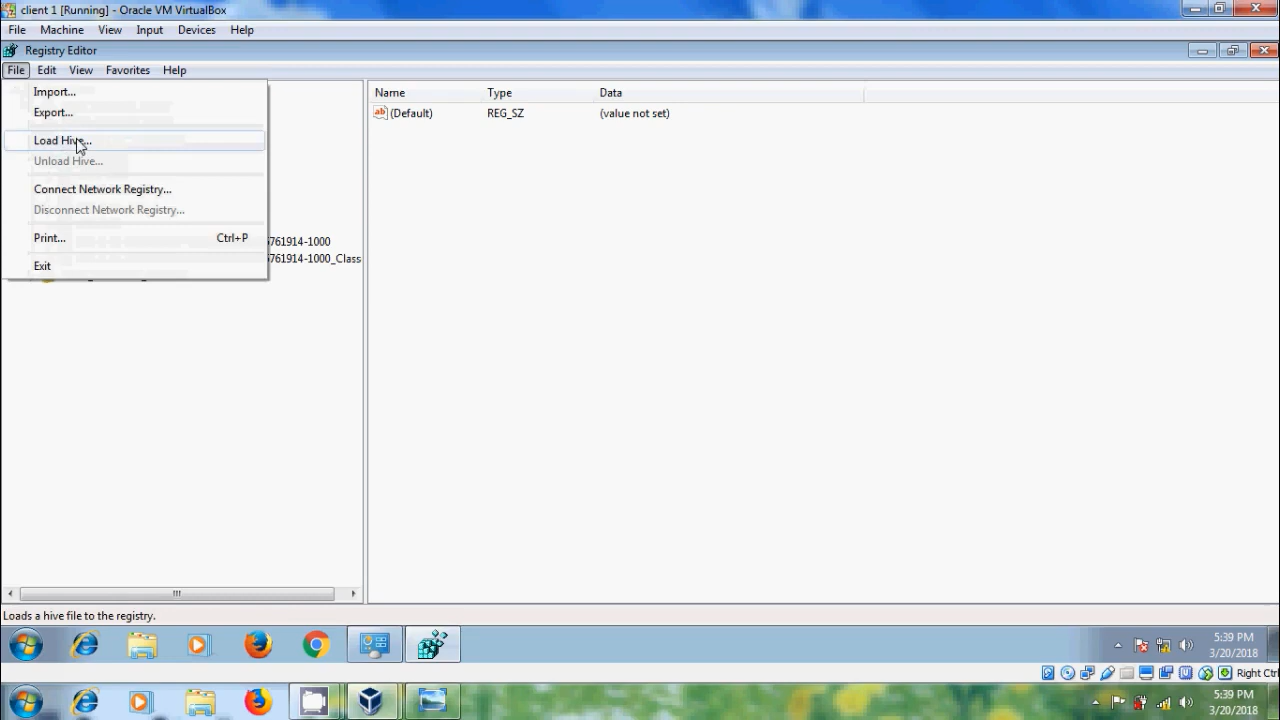 client 1 [Running] - Oracle VM VirtualBox
File Machine View Input Devices Help
Registry Editor
File Edit View Favorites Help
Import...
Export...
Load Hive...
Unload Hive...
Connect Network Registry...
Disconnect Network Registry...
Print... Ctrl+P
Exit
761914-1000
761914-1000_Class
Name Type Data
ab (Default) REG_SZ (value not set)
Loads a hive file to the registry.
5:39 PM
3/20/2018
Right Ctrl
5:39 PM
3/20/2018